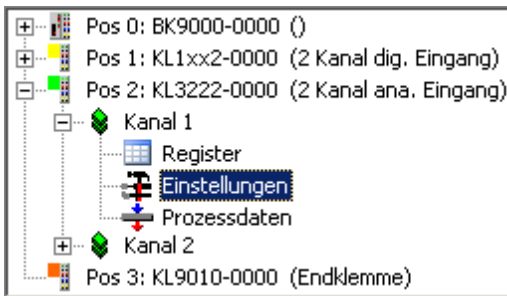 Pos 0: BK9000-0000 ()
Pos 1: KL1xx2-0000 (2 Kanal dig. Eingang)
Pos 2: KL3222-0000 (2 Kanal ana. Eingang)
Kanal 1
Register
Einstellungen
Prozessdaten
Kanal 2
Pos 3: KL9010-0000 (Endklemme)